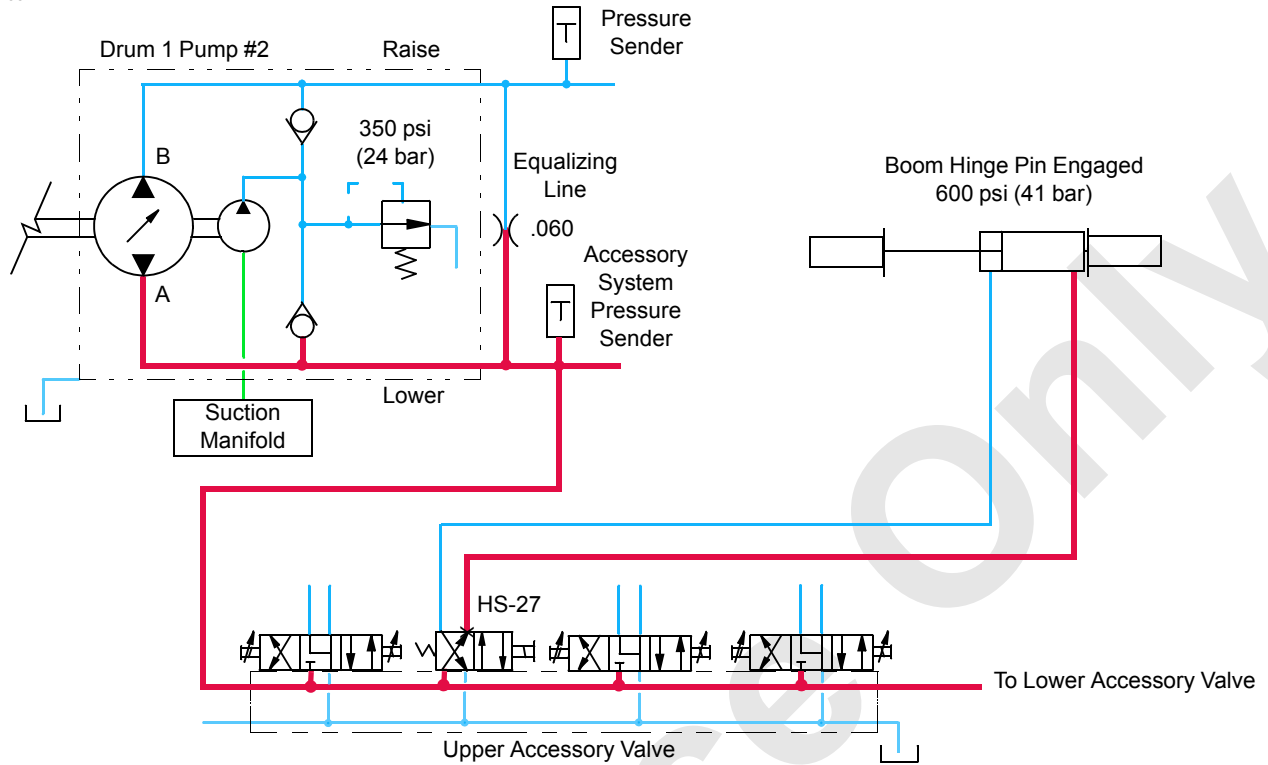 Pressure
Sender
Drum 1 Pump #2
Raise
350 psi
(24 bar)
B
Equalizing
Line
.060
Boom Hinge Pin Engaged
600 psi (41 bar)
A
Accessory
System
Pressure
Sender
Lower
Suction
Manifold
HS-27
To Lower Accessory Valve
Upper Accessory Valve
re Only